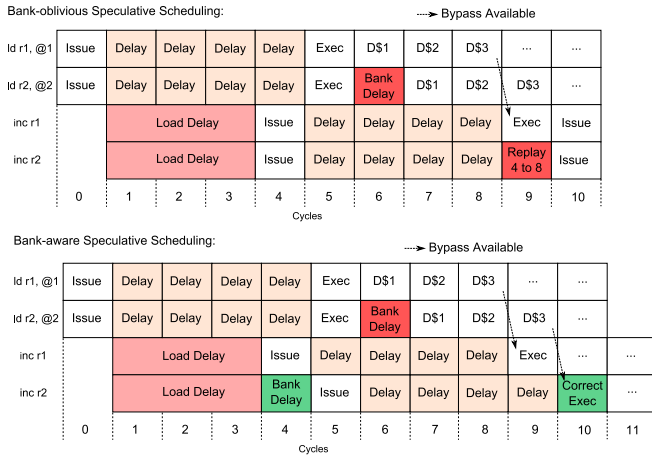 Bank-oblivious Speculative Scheduling:
Bypass Available
ld r1, @1 Issue Delay Delay Delay Delay Exec D$1 D$2 D$3 ... ...
ld r2, @2 Issue Delay Delay Delay Delay Exec Bank Delay D$1 D$2 D$3 ...
inc r1 Load Delay Issue Delay Delay Delay Delay Exec Issue
inc r2 Load Delay Issue Delay Delay Delay Delay Replay 4 to 8 Issue
0 1 2 3 4 5 6 7 8 9 10
Cycles
Bank-aware Speculative Scheduling:
Bypass Available
ld r1, @1 Issue Delay Delay Delay Delay Exec D$1 D$2 D$3 ... ...
ld r2, @2 Issue Delay Delay Delay Delay Exec Bank Delay D$1 D$2 D$3 ...
inc r1 Load Delay Issue Delay Delay Delay Delay Exec ... ...
inc r2 Load Delay Bank Delay Issue Delay Delay Delay Delay Correct Exec ...
0 1 2 3 4 5 6 7 8 9 10 11
Cycles